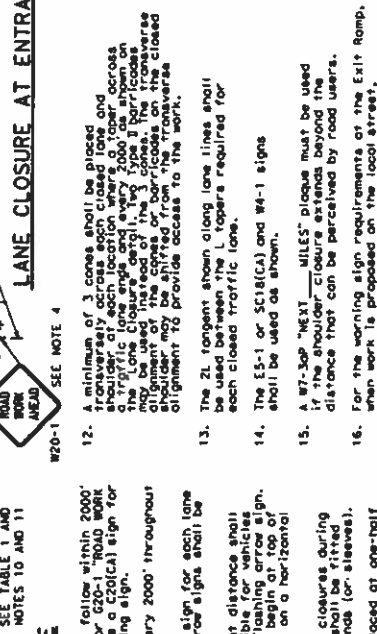 SEE TABLE 1 AND
NOTES 10 AND 11
ROAD
WORK
AHEAD
W20-1 SEE NOTE 4
LANE CLOSURE AT ENTRA
follow within 2000'
or G20-1 "ROAD WORK
e a C20(CA) sign for
ing sign.
ery 2000' throughout
sign for each lane
ow signs shall be
t distance shall
ble for vehicles
lashing arrow sign.
begin at top of
on a horizontal
closures during
shall be fitted
nds (or sleeves).
aced at one-half
12. A minimum of 3 cones shall be placed
transversely across each closed lane and
shoulder at each location where a taper across
a traffic lane ends and every 2000' as shown on
the Lane Closure detail. Two Type II barricades
may be used instead of the 3 cones. The transverse
alignment of the cones or barricades on the closed
shoulder may be shifted from the transverse
alignment to provide access to the work.
13. The 2L tangent shown along lane lines shall
be used between the L tapers required for
each closed traffic lane.
14. The E5-1 or SC18(CA) and W4-1 signs
shall be used as shown.
15. A W7-3aP "NEXT ___ MILES" plaque must be used
if the shoulder closure extends beyond the
distance that can be perceived by road users.
16. For the warning sign requirements at the Exit Ramp,
when work is proposed on the local street,